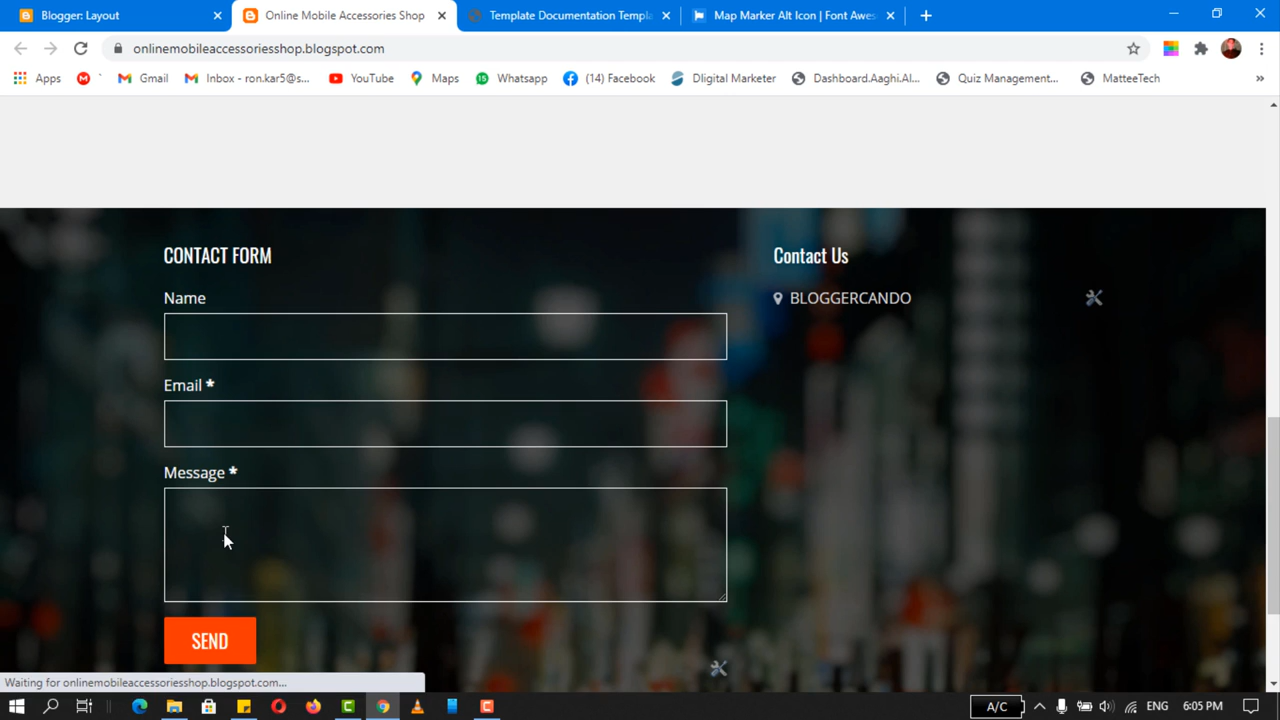 Blogger: Layout
Online Mobile Accessories Shop
Template Documentation Templa
Map Marker Alt Icon | Font Awes
onlinemobileaccessoriesshop.blogspot.com
Apps
Gmail
Inbox - ron.kar5@s...
YouTube
Maps
15
Whatsapp
(14) Facebook
DIigital Marketer
Dashboard.Aaghi.Al...
Quiz Management...
MatteeTech
»
CONTACT FORM
Name
Email *
Message *
SEND
Contact Us
BLOGGERCANDO
Waiting for onlinemobileaccessoriesshop.blogspot.com...
A/C
ENG
6:05 PM